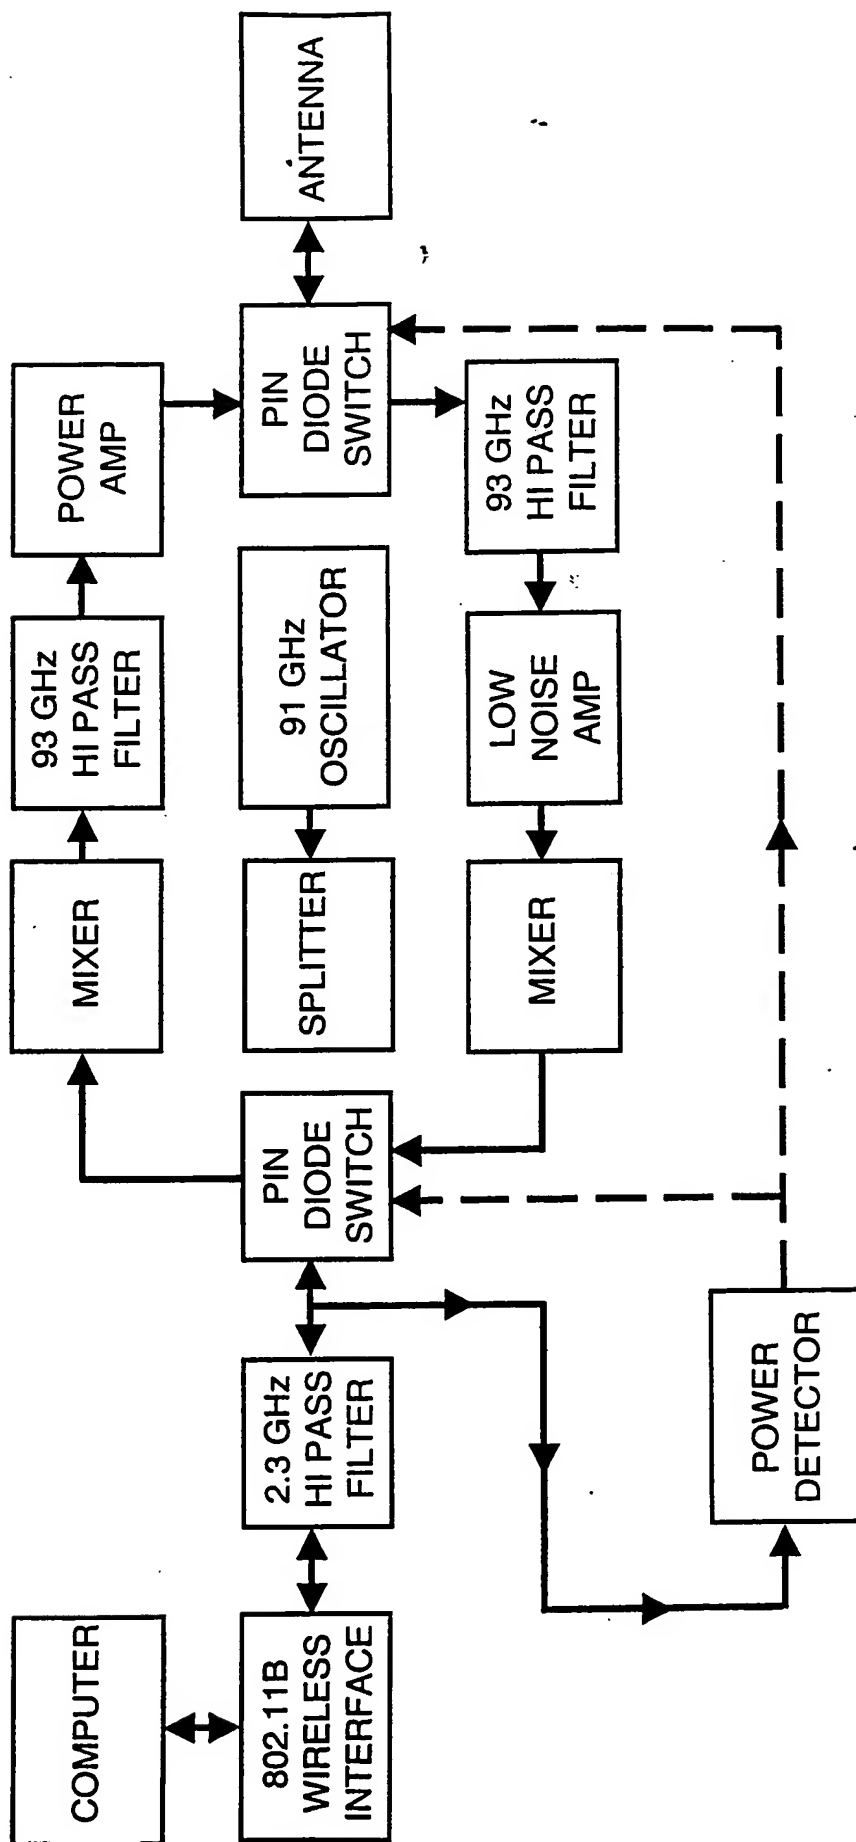 COMPUTER
802.11B
WIRELESS
INTERFACE
2.3 GHz
HI PASS
FILTER
PIN
DIODE
SWITCH
MIXER
93 GHz
HI PASS
FILTER
POWER
AMP
SPLITTER
91 GHz
OSCILLATOR
PIN
DIODE
SWITCH
ANTENNA
MIXER
LOW
NOISE
AMP
93 GHz
HI PASS
FILTER
POWER
DETECTOR